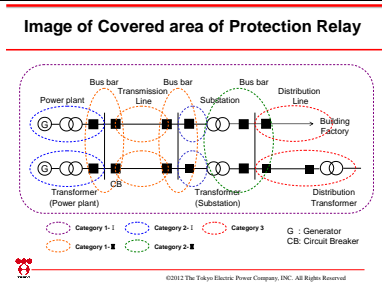 Image of Covered area of Protection Relay
Bus bar
Bus bar
Bus bar
Power plant
Transmission
Line
Substation
Distribution
Line
G
Building
Factory
G
CB
Transformer
(Power plant)
Transformer
(Substation)
Distribution
Transformer
Category 1- I
Category 2- I
Category 3
G : Generator
Category 1- II
Category 2- II
CB: Circuit Breaker
©2012 The Tokyo Electric Power Company, INC. All Rights Reserved